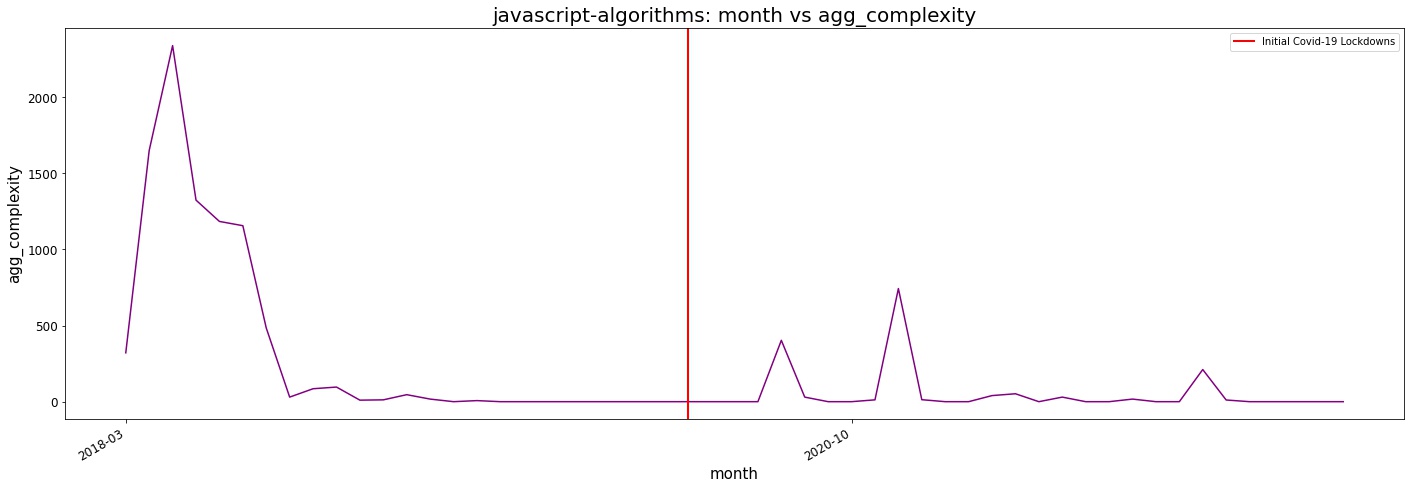 javascript-algorithms: month vs agg_complexity
Initial Covid-19 Lockdowns
agg_complexity
2000
1500
1000
500
0
2018-03
2020-10
month